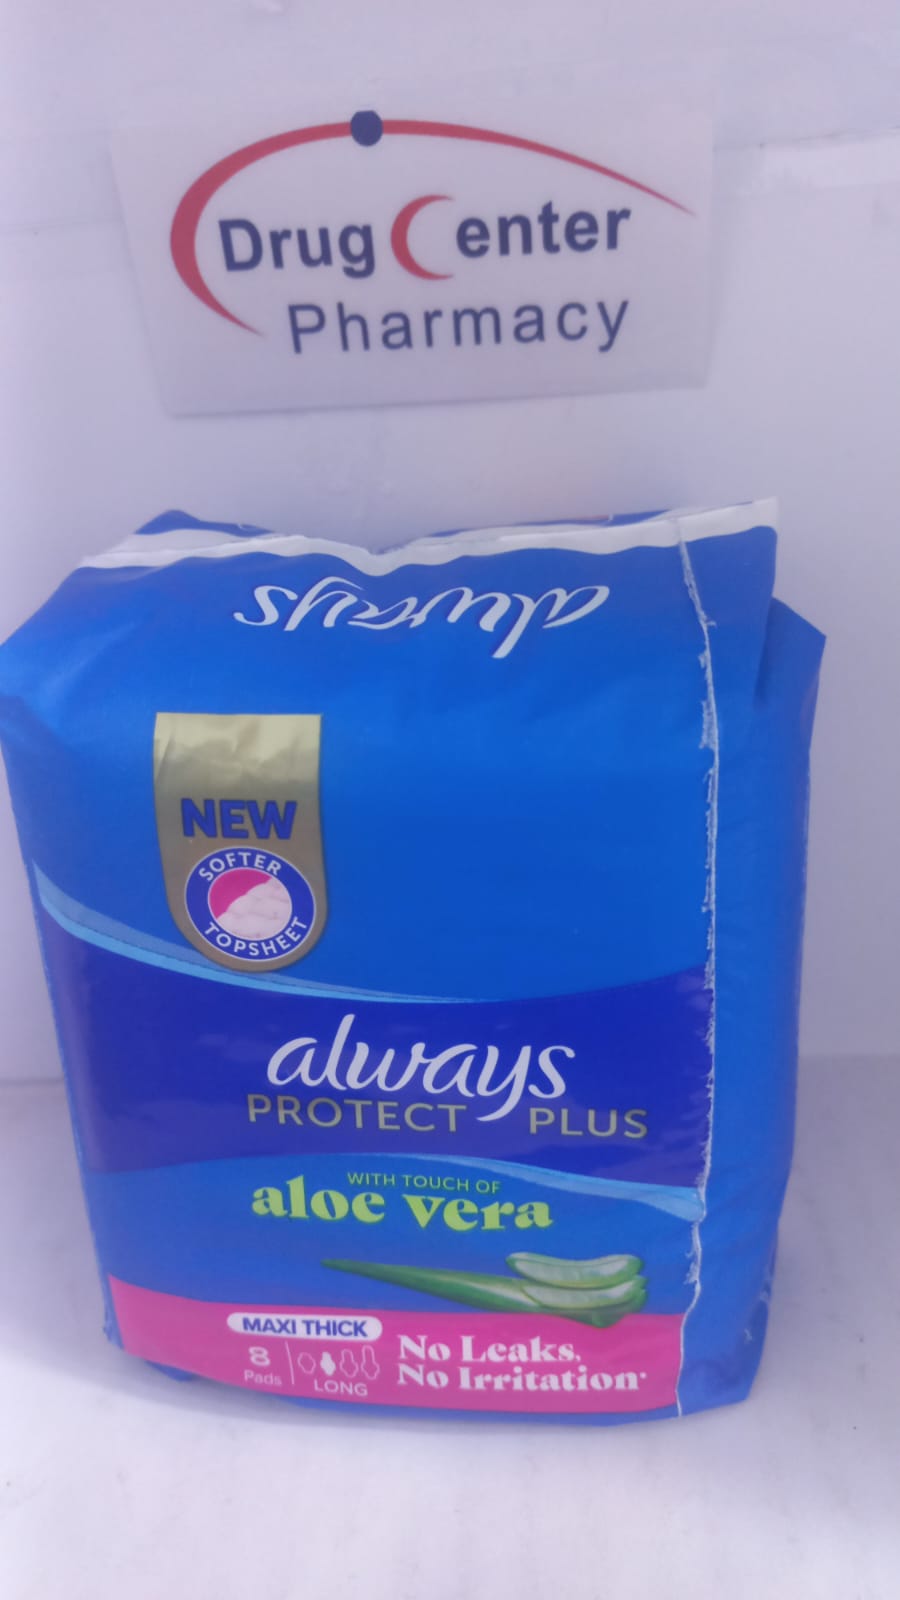 Drug Center
Pharmacy
always
NEW
SOFTER
TOPSHEET
always
PROTECT PLUS
WITH TOUCH OF
aloe vera
MAXI THICK
8
Pads
LONG
No Leaks,
No Irritation*